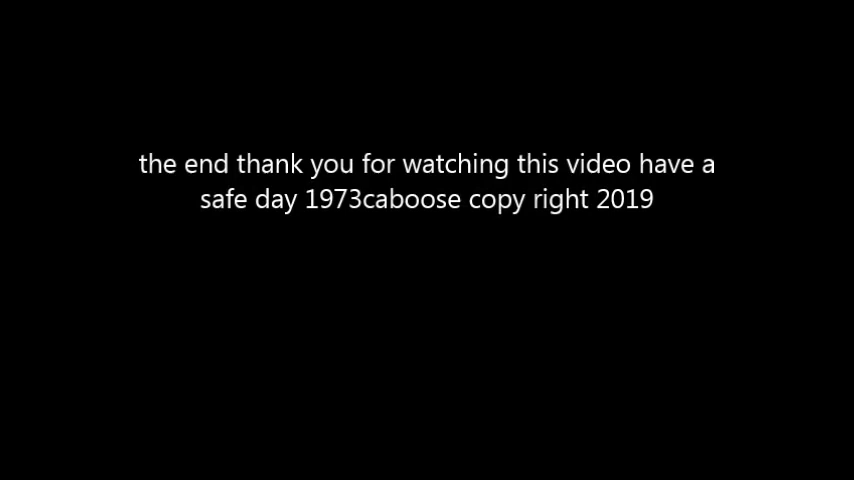 the end thank you for watching this video have a
safe day 1973caboose copy right 2019